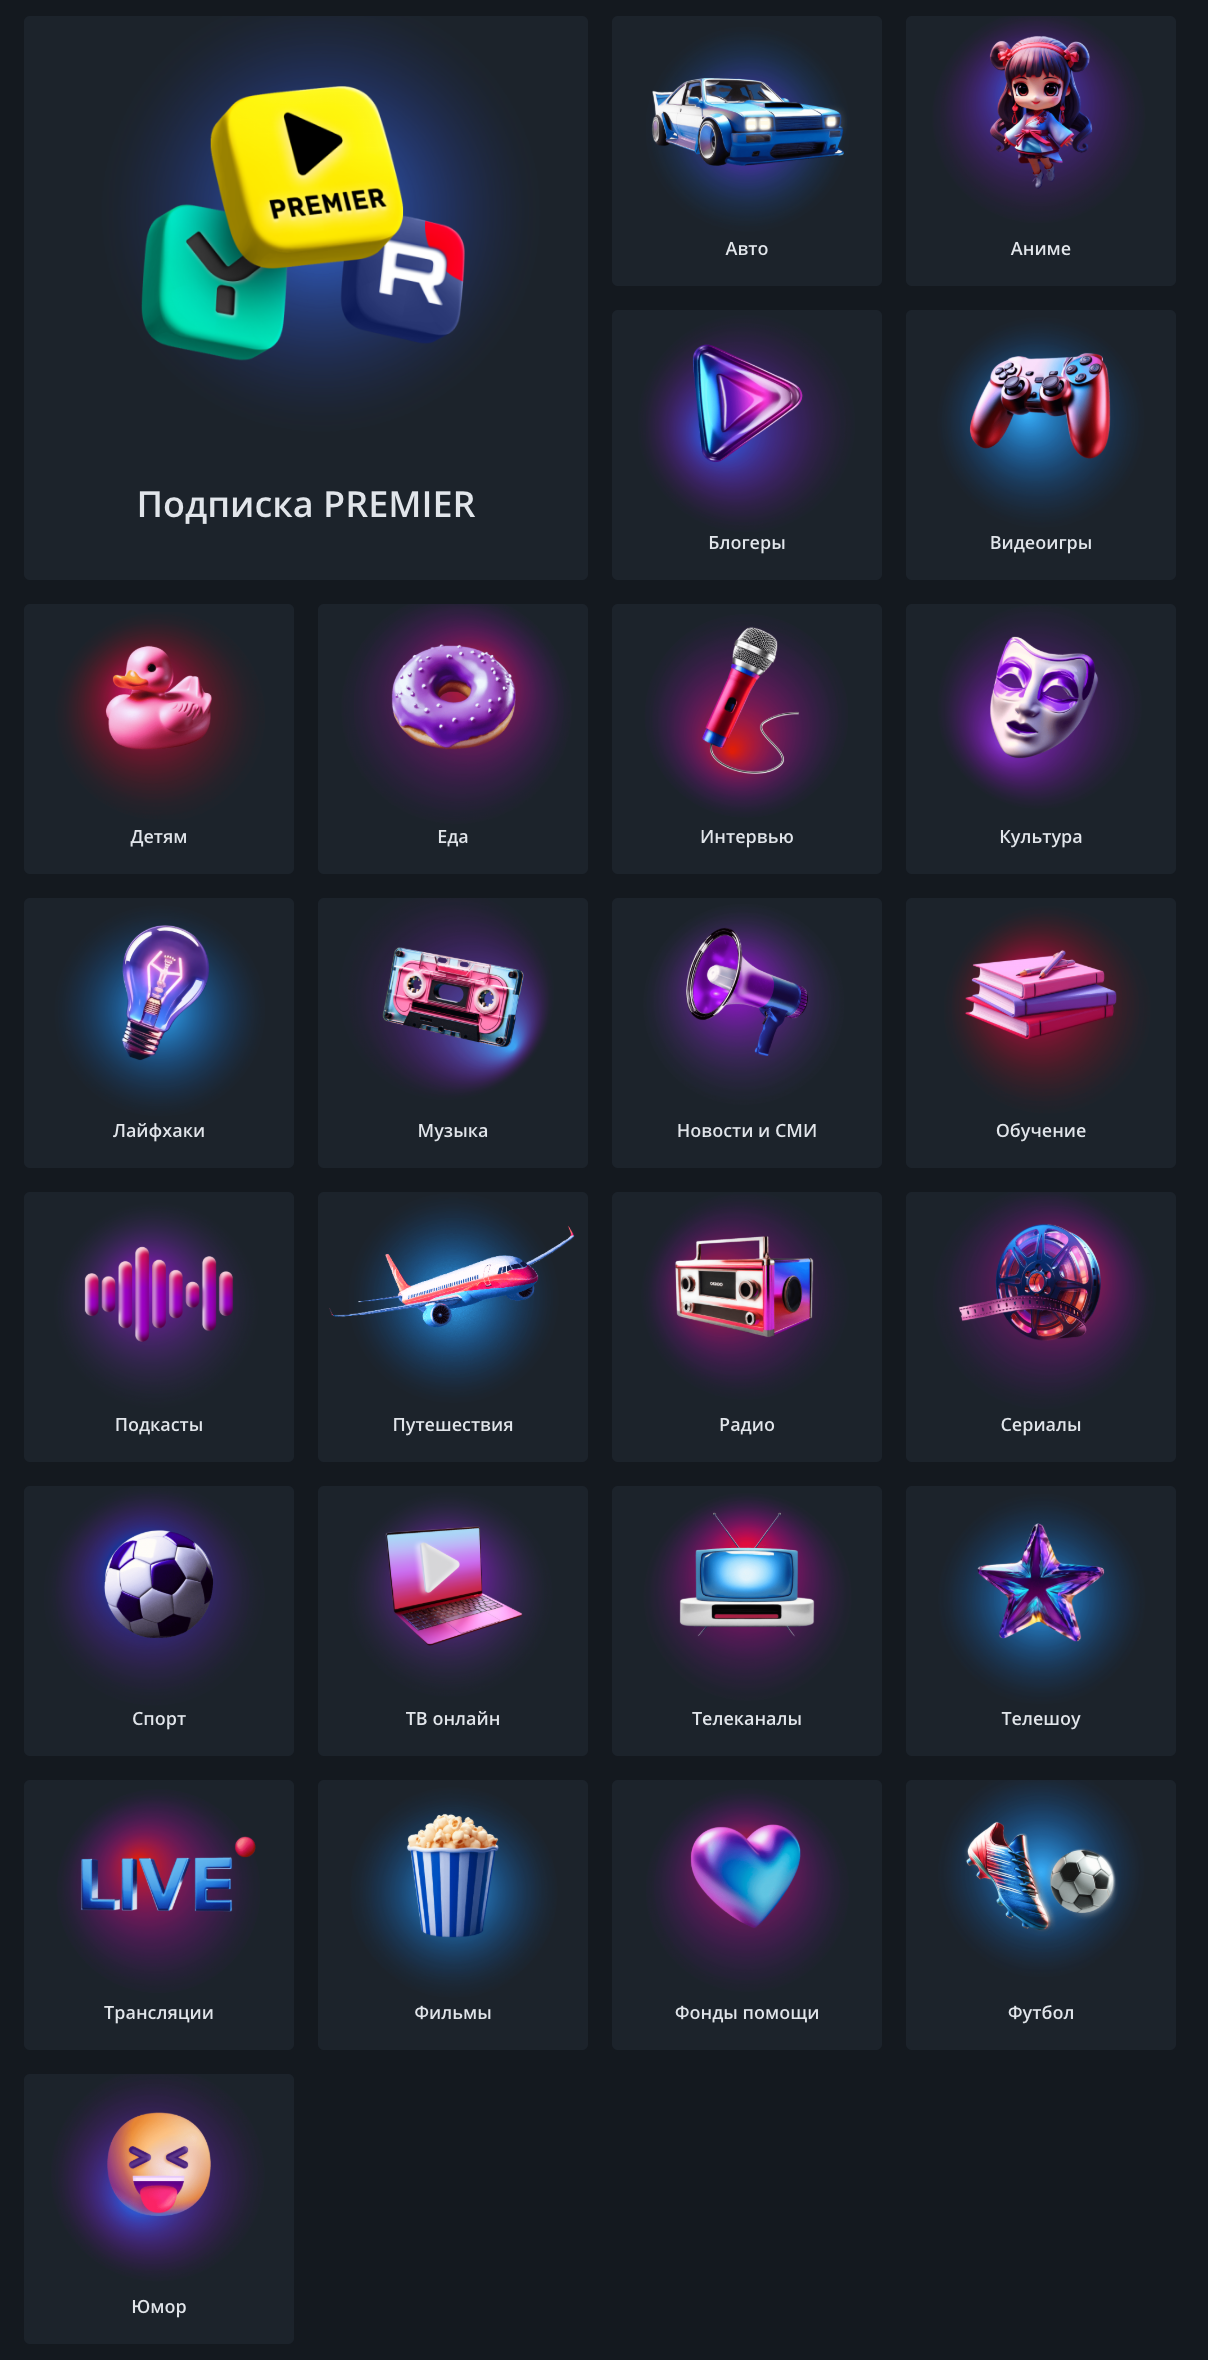 PREMIER
Y
R
Подписка PREMIER
Авто
Аниме
Блогеры
Видеоигры
Детям
Еда
Интервью
Культура
Лайфхаки
Музыка
Новости и СМИ
Обучение
Подкасты
Путешествия
Радио
Сериалы
Спорт
ТВ онлайн
Телеканалы
Телешоу
LIVE
Трансляции
Фильмы
Фонды помощи
Футбол
Юмор